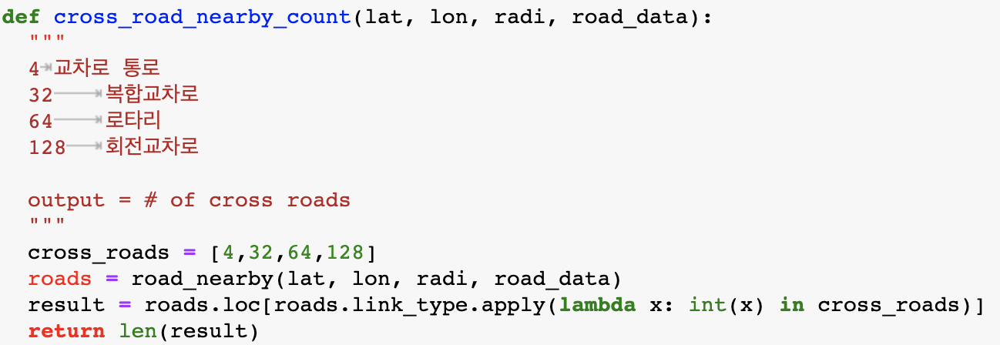 def cross_road_nearby_count(lat, lon, radi, road_data):
  """
  4	교차로 통로
  32	복합교차로
  64	로타리
  128	회전교차로

  output = # of cross roads
  """
  cross_roads = [4,32,64,128]
  roads = road_nearby(lat, lon, radi, road_data)
  result = roads.loc[roads.link_type.apply(lambda x: int(x) in cross_roads)]
  return len(result)